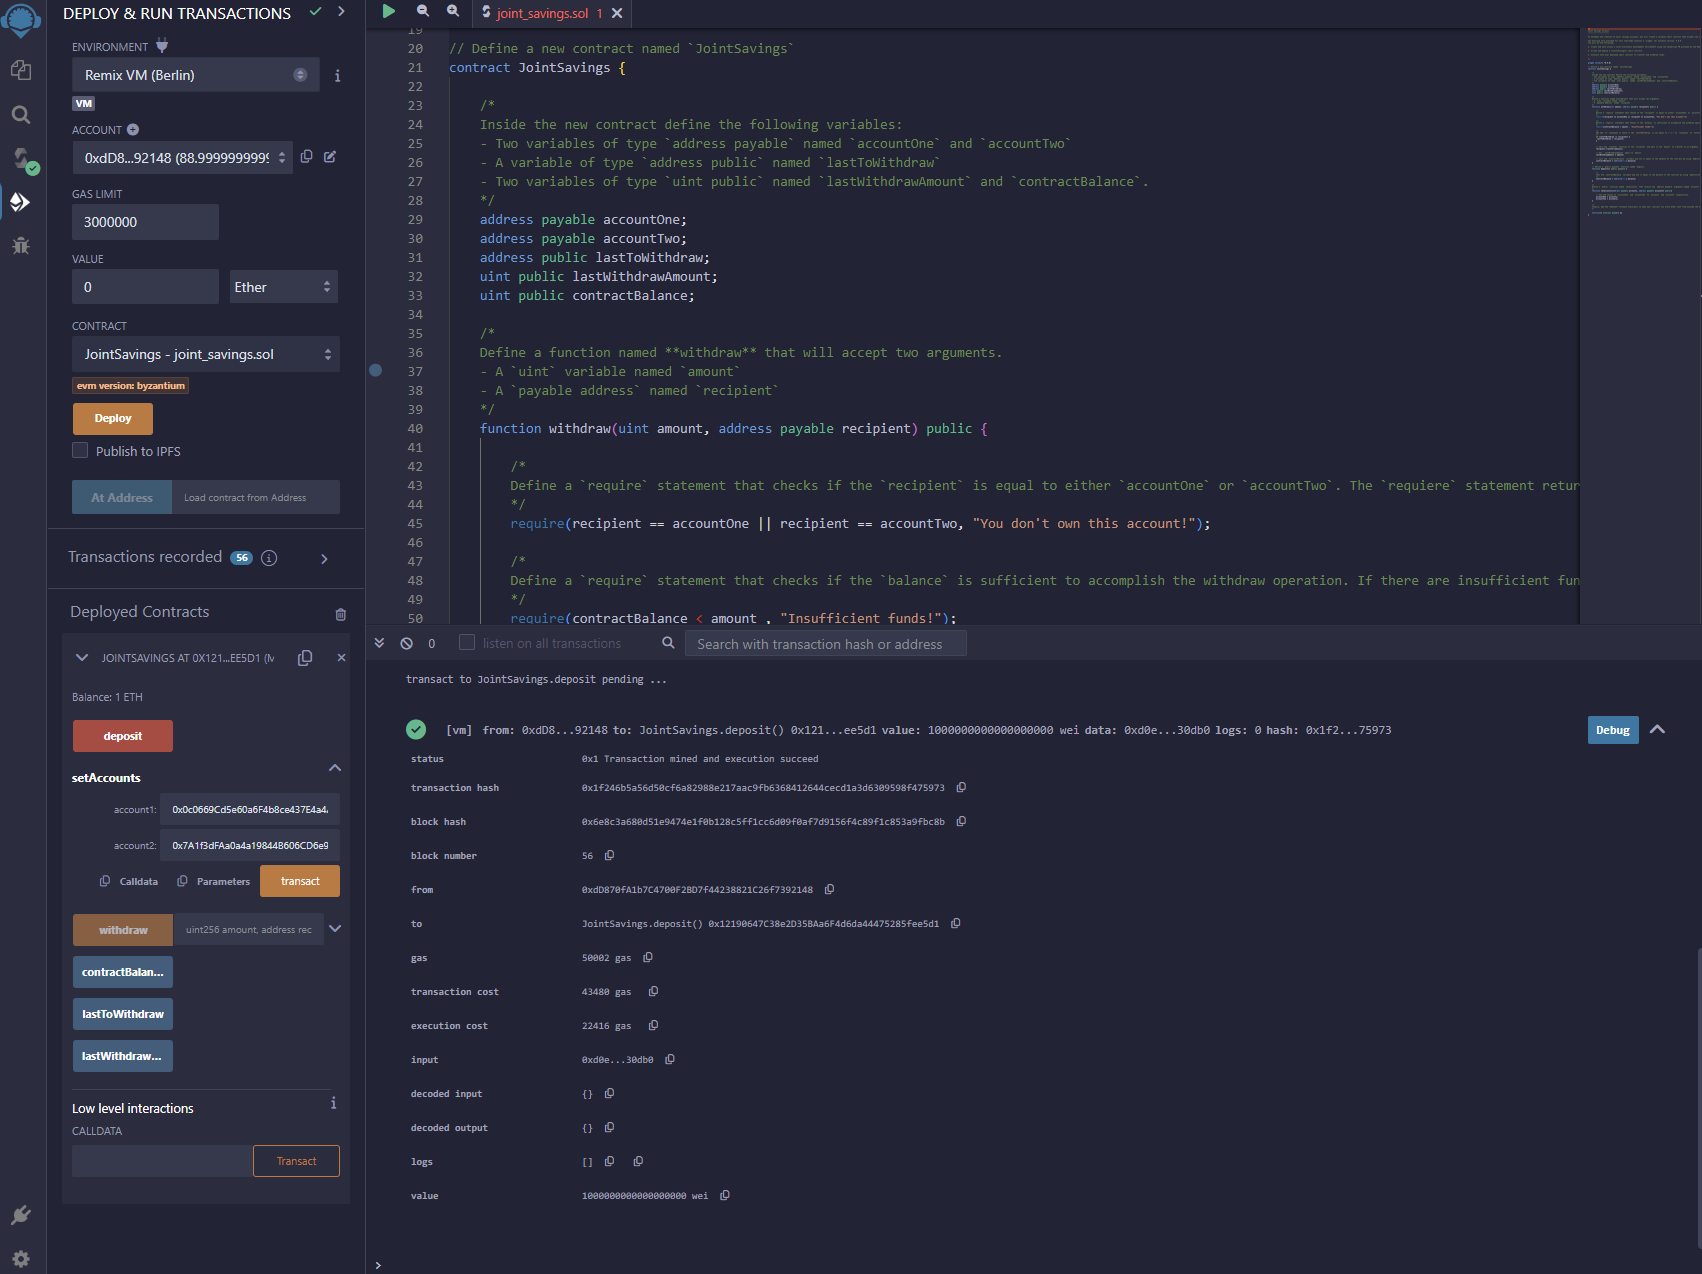 DEPLOY & RUN TRANSACTIONS
ENVIRONMENT
Remix VM (Berlin)
VM
ACCOUNT
0xdD8...92148 (88.9999999999
GAS LIMIT
3000000
VALUE
0
Ether
CONTRACT
JointSavings - joint_savings.sol
evm version: byzantium
Deploy
Publish to IPFS
At Address
Load contract from Address
Transactions recorded 56
Deployed Contracts
JOINTSAVINGS AT 0X121...EE5D1 (M
Balance: 1 ETH
deposit
setAccounts
account1: 0x0c0669Cd5e60a6F4b8ce437E4a4
account2: 0x7A1f3dFAa0a4a19844B606CD6e9
Calldata
Parameters
transact
withdraw
uint256 amount, address rec
contractBalan...
lastToWithdraw
lastWithdraw...
Low level interactions
CALLDATA
Transact
joint_savings.sol 1
19
20 // Define a new contract named `JointSavings`
21 contract JointSavings {
22
23 /*
24 Inside the new contract define the following variables:
25 - Two variables of type `address payable` named `accountOne` and `accountTwo`
26 - A variable of type `address public` named `lastToWithdraw`
27 - Two variables of type `uint public` named `lastWithdrawAmount` and `contractBalance`.
28 */
29 address payable accountOne;
30 address payable accountTwo;
31 address public lastToWithdraw;
32 uint public lastWithdrawAmount;
33 uint public contractBalance;
34
35 /*
36 Define a function named **withdraw** that will accept two arguments.
37 - A `uint` variable named `amount`
38 - A `payable address` named `recipient`
39 */
40 function withdraw(uint amount, address payable recipient) public {
41
42 /*
43 Define a `require` statement that checks if the `recipient` is equal to either `accountOne` or `accountTwo`. The `requiere` statement retur
44 */
45 require(recipient == accountOne || recipient == accountTwo, "You don't own this account!");
46
47 /*
48 Define a `require` statement that checks if the `balance` is sufficient to accomplish the withdraw operation. If there are insufficient fun
49 */
50 require(contractBalance < amount , "Insufficient funds!");
0
listen on all transactions
Search with transaction hash or address
transact to JointSavings.deposit pending ...
[vm] from: 0xdD8...92148 to: JointSavings.deposit() 0x121...ee5d1 value: 1000000000000000000 wei data: 0xd0e...30db0 logs: 0 hash: 0x1f2...75973
Debug
status 0x1 Transaction mined and execution succeed
transaction hash 0x1f246b5a56d50cf6a82988e217aac9fb6368412644cecd1a3d6309598f475973
block hash 0x6e8c3a680d51e9474e1f0b128c5ff1cc6d09f0af7d9156f4c89f1c853a9fbc8b
block number 56
from 0xdD870fA1b7C4700F2BD7f44238821C26f7392148
to JointSavings.deposit() 0x12190647C38e2D35BAa6F4d6da44475285fee5d1
gas 50002 gas
transaction cost 43480 gas
execution cost 22416 gas
input 0xd0e...30db0
decoded input {}
decoded output {}
logs []
value 1000000000000000000 wei
>